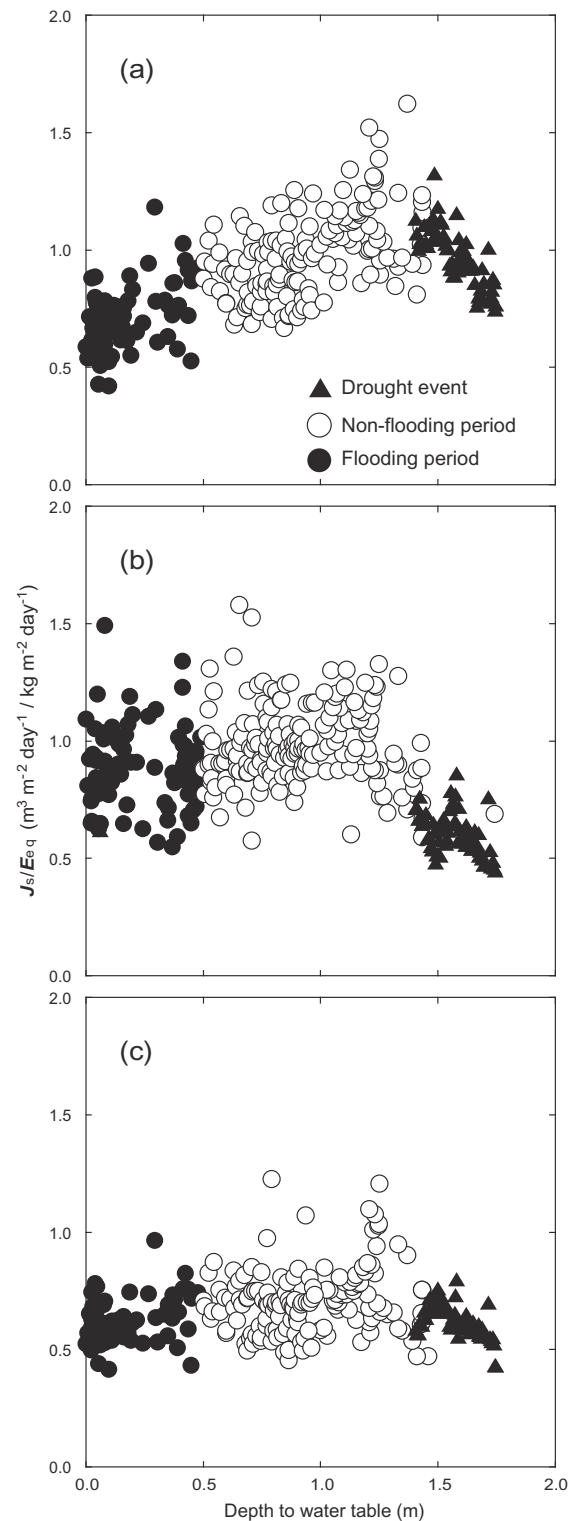 2.0
(a)
1.5
1.0
0.5
Drought event
Non-flooding period
Flooding period
0.0
2.0
(b)
1.5
1.0
0.5
0.0
Js/Eeq (m³ m⁻² day⁻¹ / kg m⁻² day⁻¹)
2.0
(c)
1.5
1.0
0.5
0.0
0.0 0.5 1.0 1.5 2.0
Depth to water table (m)